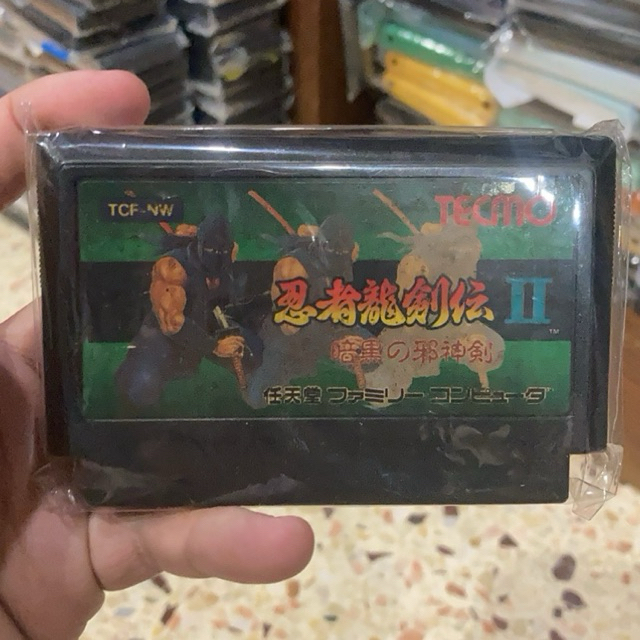 TCF-NW
TECMO
忍者龍剣伝 II
TM
暗黒の邪神剣
任天堂 ファミリー コンピュータ